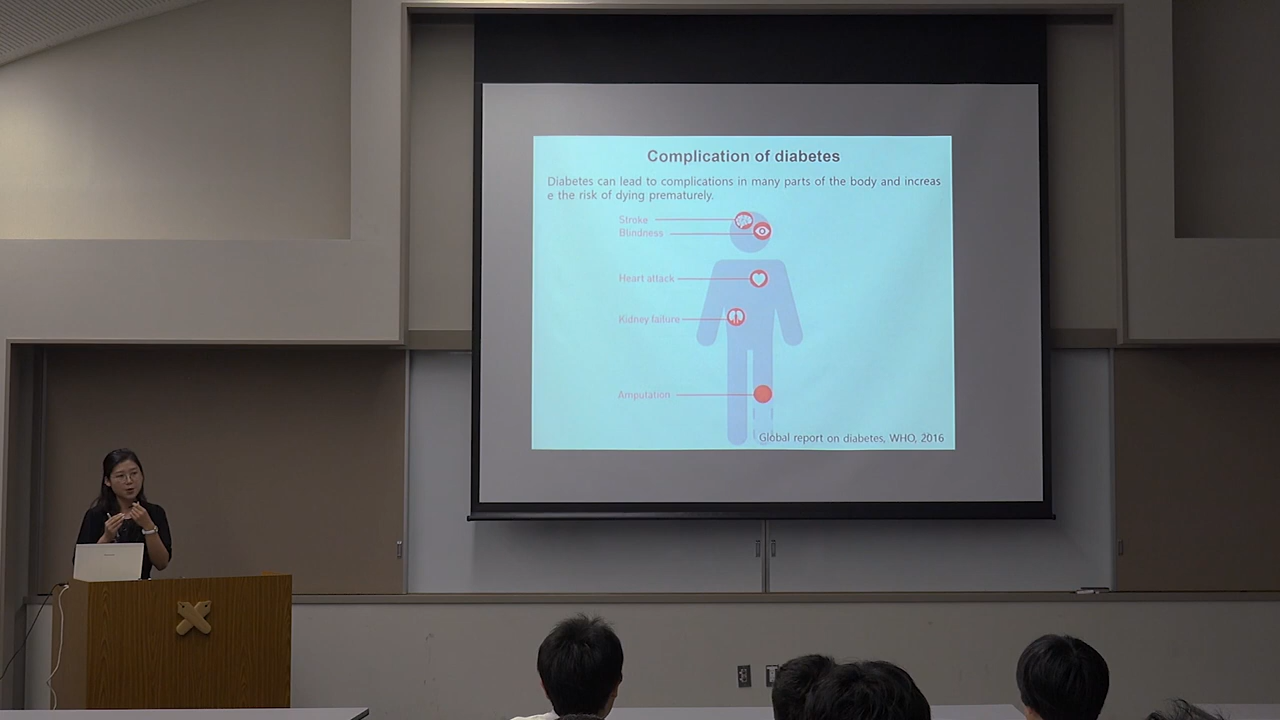 Complication of diabetes
Diabetes can lead to complications in many parts of the body and increas
e the risk of dying prematurely.
Stroke
Blindness
Heart attack
Kidney failure
Amputation
Global report on diabetes, WHO, 2016